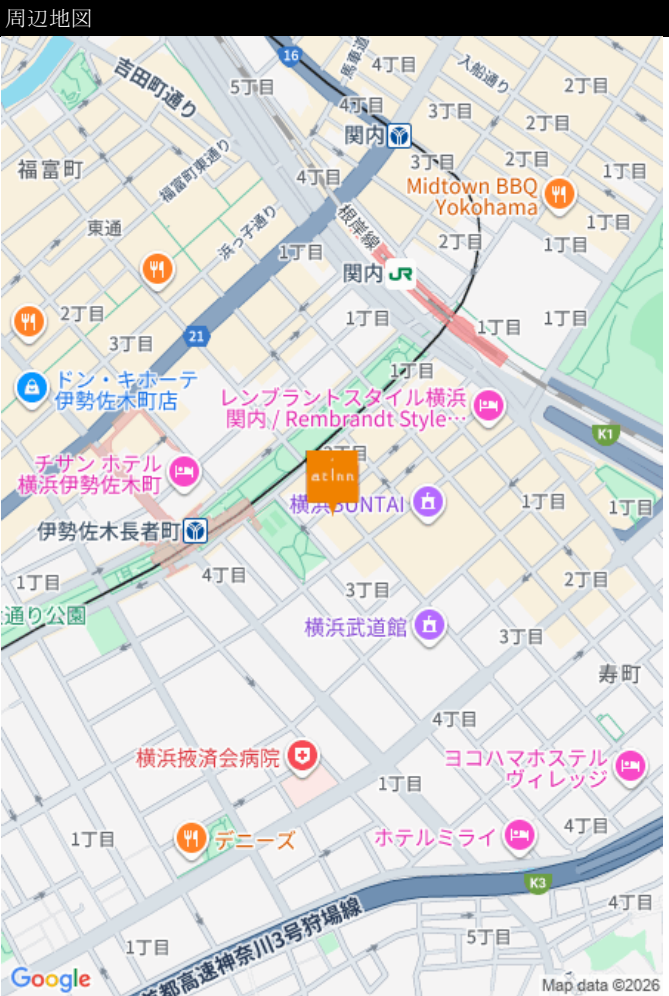 周辺地図
16
馬車道
4丁目
入船通り
吉田町通り
5丁目
2丁目
4丁目
3丁目
関内
2丁目
福富町
福富町東通り
3丁目
2丁目
1丁目
4丁目
Midtown BBQ
Yokohama
根岸線
1丁目
東通
浜っ子通り
1丁目
2丁目
1丁目
関内
JR
2丁目
1丁目
1丁目
1丁目
21
3丁目
1丁目
ドン・キホーテ
伊勢佐木町店
レンブラントスタイル横浜
関内 / Rembrandt Style…
K1
チサン ホテル
横浜伊勢佐木町
at Inn
横浜BUNTAI
1丁目
1丁目
伊勢佐木長者町
1丁目
4丁目
3丁目
2丁目
通り公園
横浜武道館
3丁目
寿町
4丁目
横浜掖済会病院
1丁目
ヨコハマホステル
ヴィレッジ
1丁目
デニーズ
ホテルミライ
4丁目
K3
4丁目
1丁目
首都高速神奈川3号狩場線
5丁目
Google
Map data ©2026